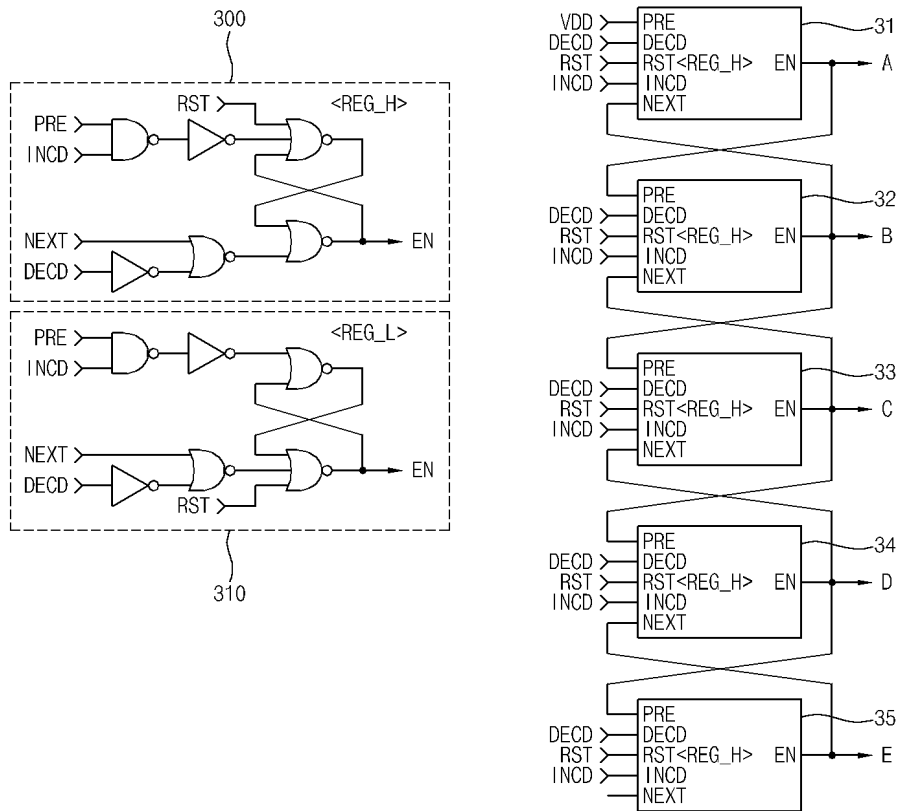 300
<REG_H>
RST
PRE
INCD
NEXT
DECD
EN
<REG_L>
PRE
INCD
NEXT
DECD
RST
EN
310
31
VDD
DECD
RST
INCD
PRE
DECD
RST<REG_H> EN
INCD
NEXT
A
32
DECD
RST
INCD
PRE
DECD
RST<REG_H> EN
INCD
NEXT
B
33
DECD
RST
INCD
PRE
DECD
RST<REG_H> EN
INCD
NEXT
C
34
DECD
RST
INCD
PRE
DECD
RST<REG_H> EN
INCD
NEXT
D
35
DECD
RST
INCD
PRE
DECD
RST<REG_H> EN
INCD
NEXT
E